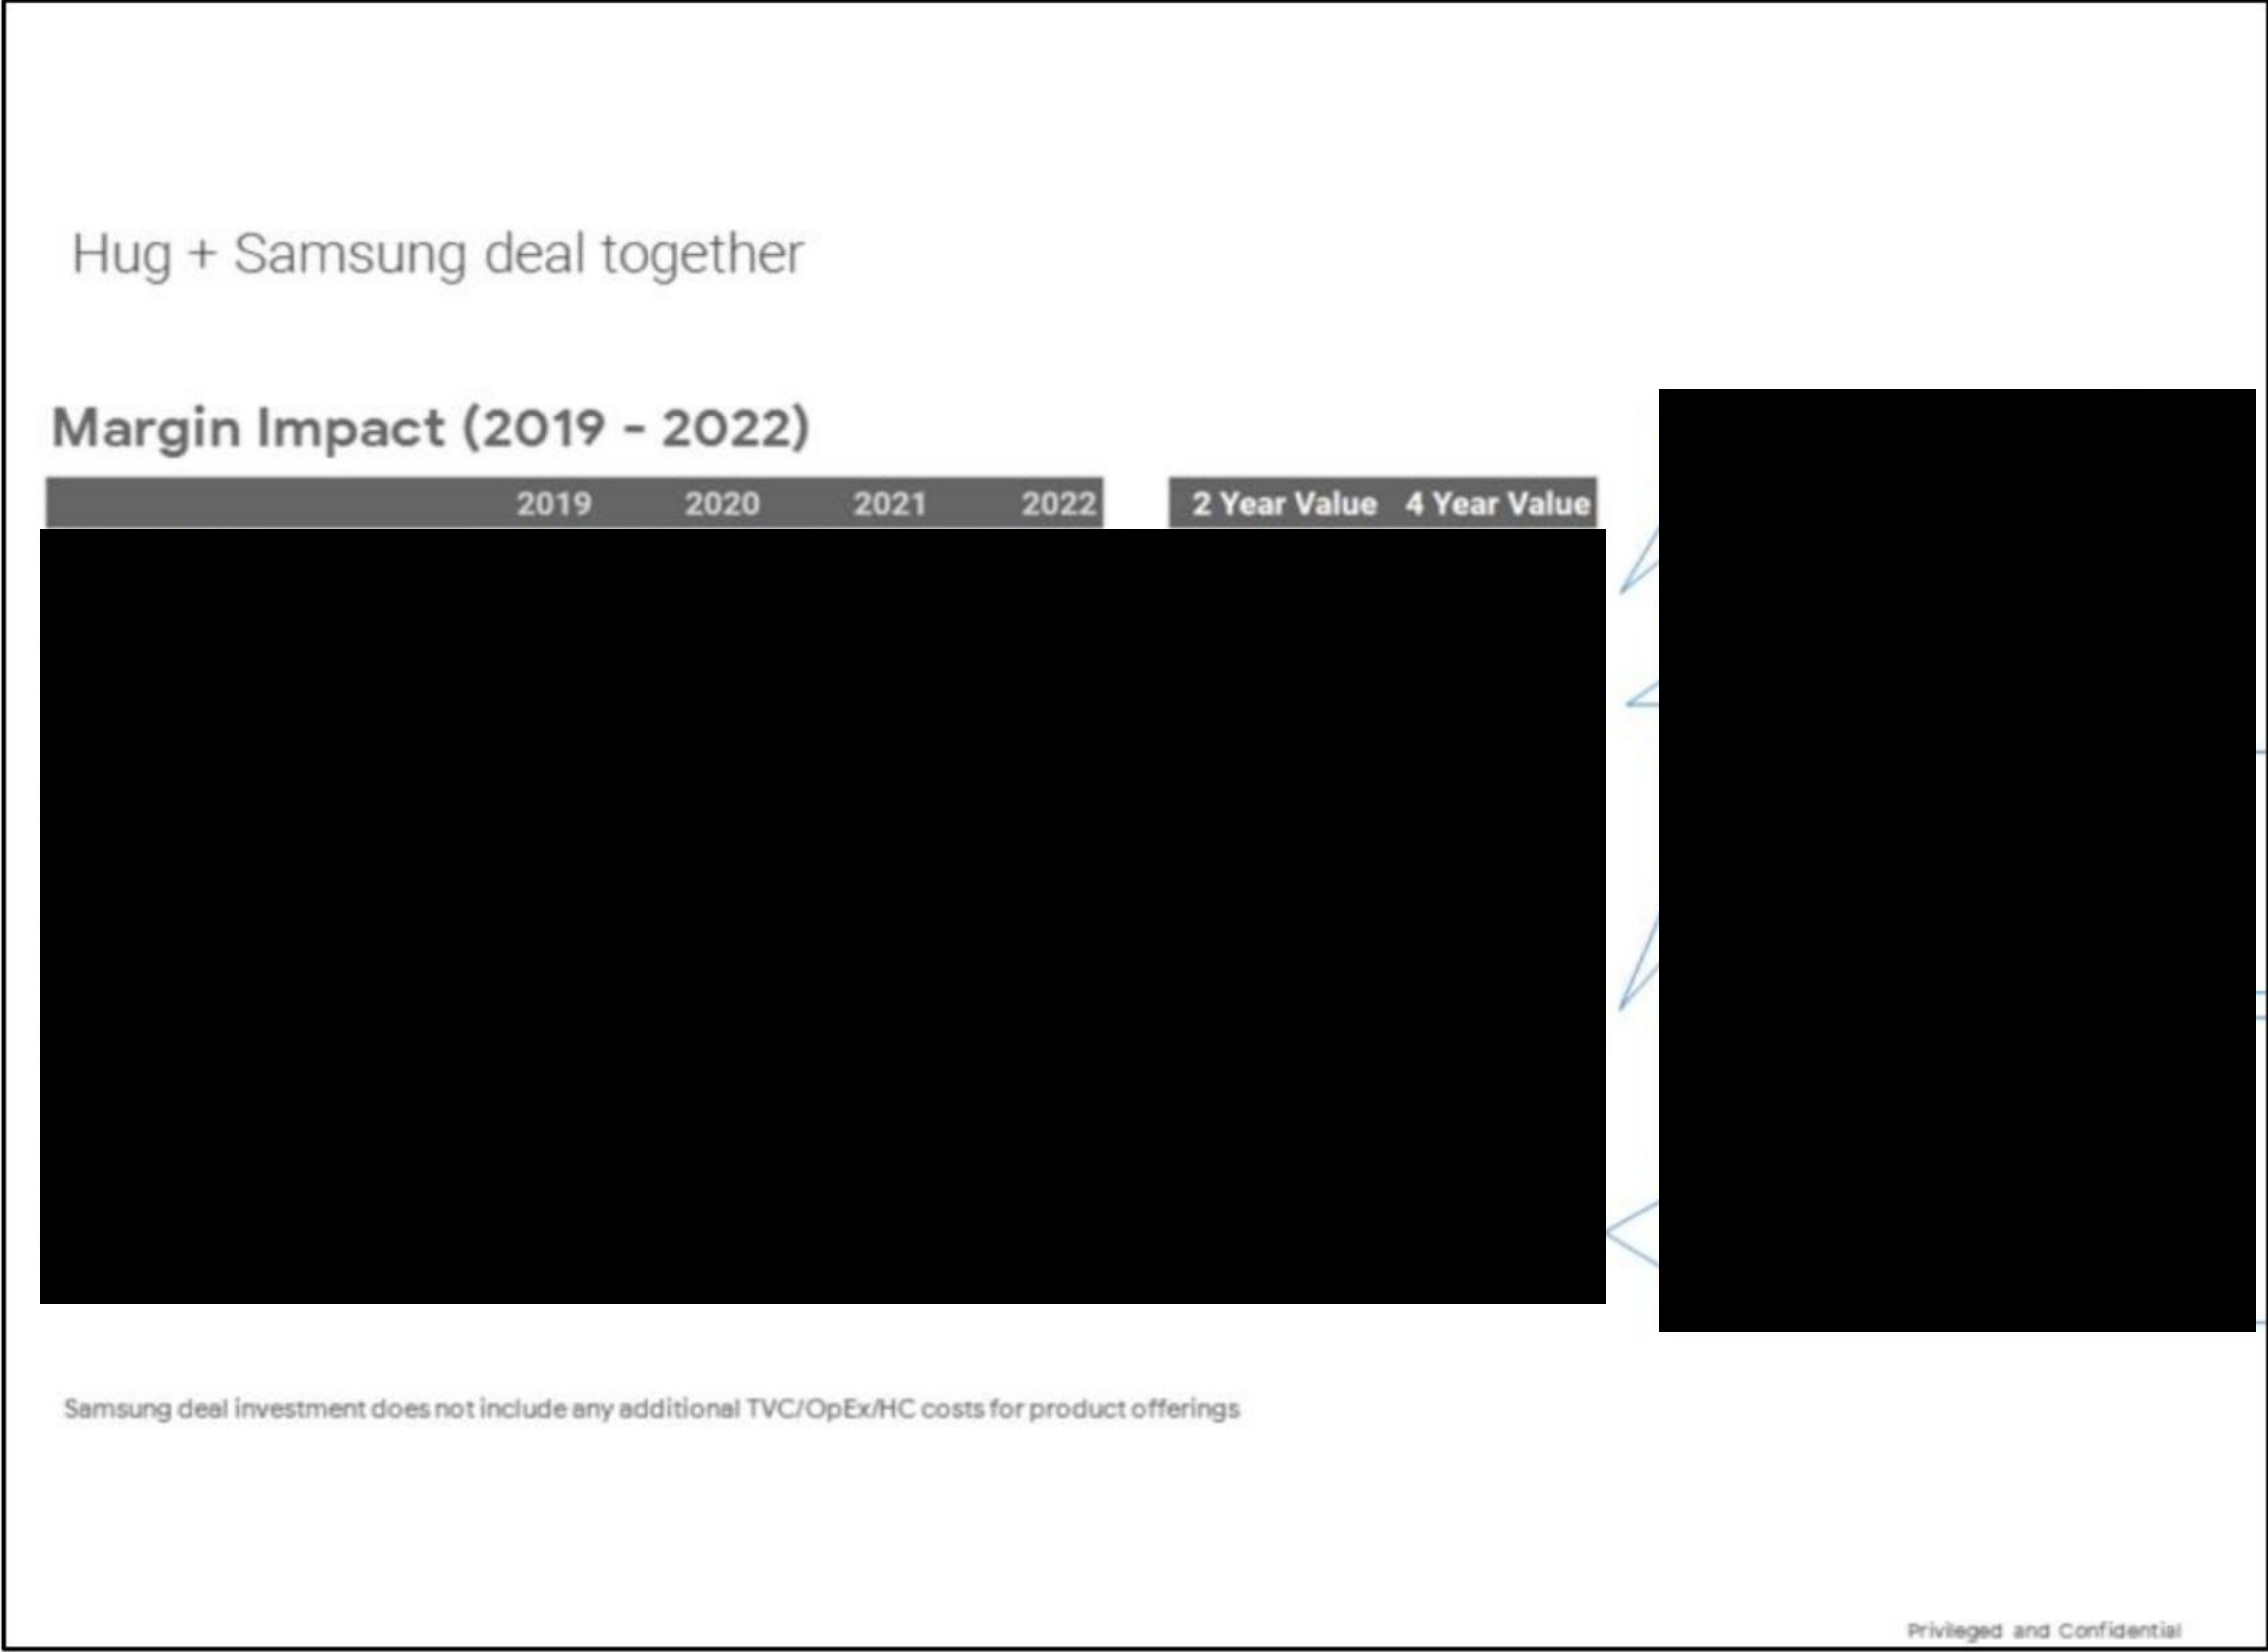 Hug + Samsung deal together
Margin Impact (2019 - 2022)
2019 2020 2021 2022 2 Year Value 4 Year Value
Samsung deal investment does not include any additional TVC/OpEx/HC costs for product offerings
Privileged and Confidential